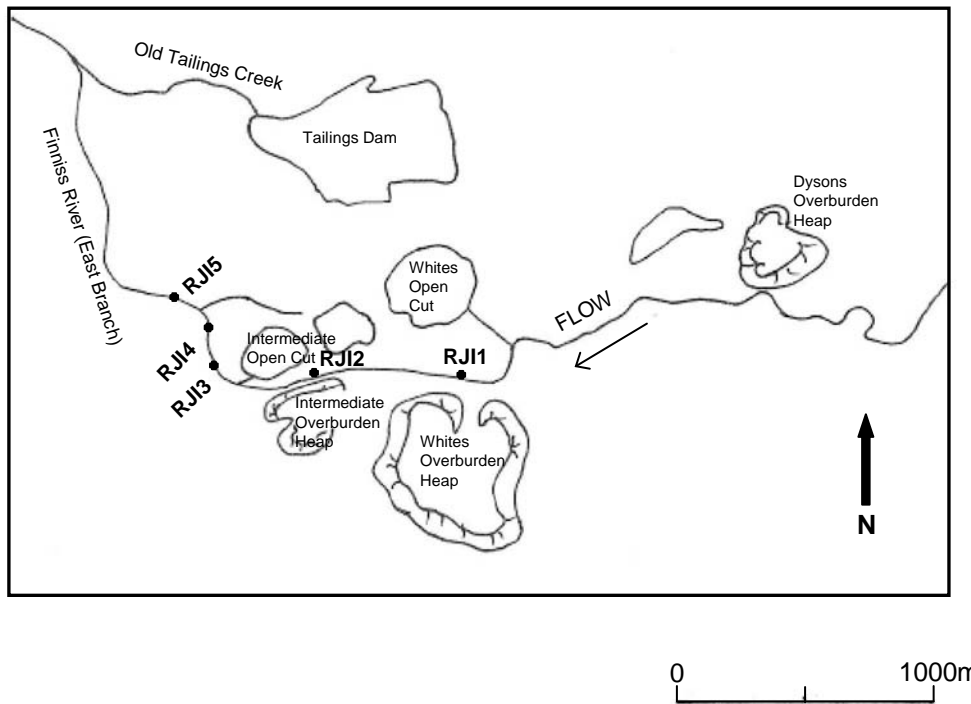 Old Tailings Creek
Tailings Dam
Finniss River (East Branch)
Dysons
Overburden
Heap
Whites
Open
Cut
FLOW
RJI5
RJI4
RJI3
Intermediate
Open Cut
RJI2
RJI1
Intermediate
Overburden
Heap
Whites
Overburden
Heap
N
0
1000m